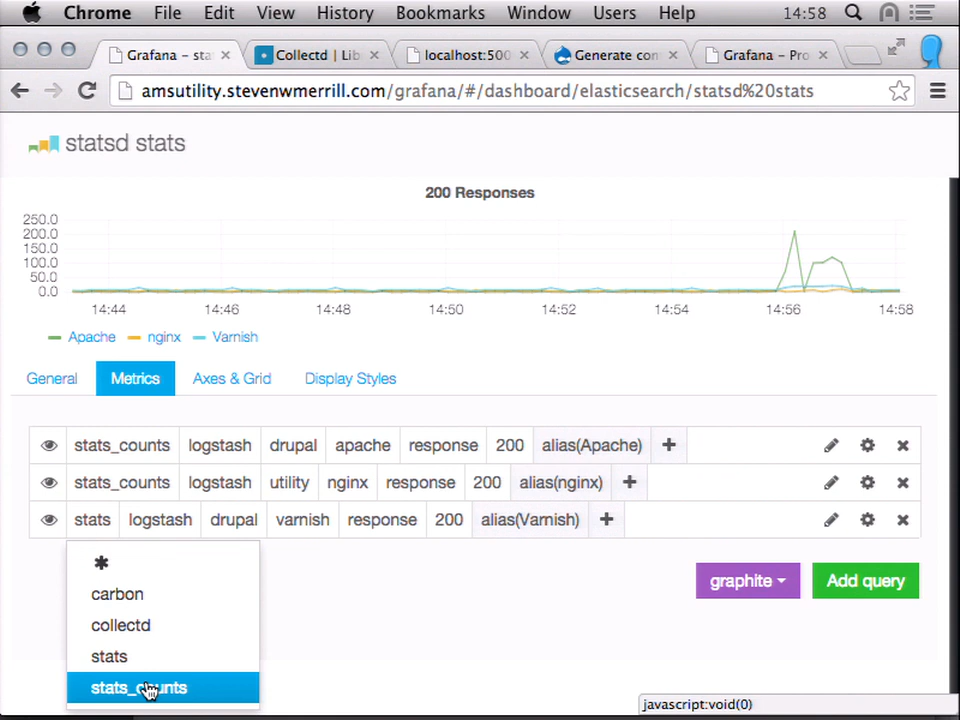 Chrome File Edit View History Bookmarks Window Users Help 14:58
Grafana - sta Collectd | Lib localhost:500 Generate con Grafana - Pro
amsutility.stevenwmerrill.com/grafana/#/dashboard/elasticsearch/statsd%20stats
statsd stats
200 Responses
250.0
200.0
150.0
100.0
50.0
0.0
14:44 14:46 14:48 14:50 14:52 14:54 14:56 14:58
Apache nginx Varnish
General Metrics Axes & Grid Display Styles
stats_counts logstash drupal apache response 200 alias(Apache)
stats_counts logstash utility nginx response 200 alias(nginx)
stats logstash drupal varnish response 200 alias(Varnish)
carbon
collectd
stats
stats_counts
graphite Add query
javascript:void(0)